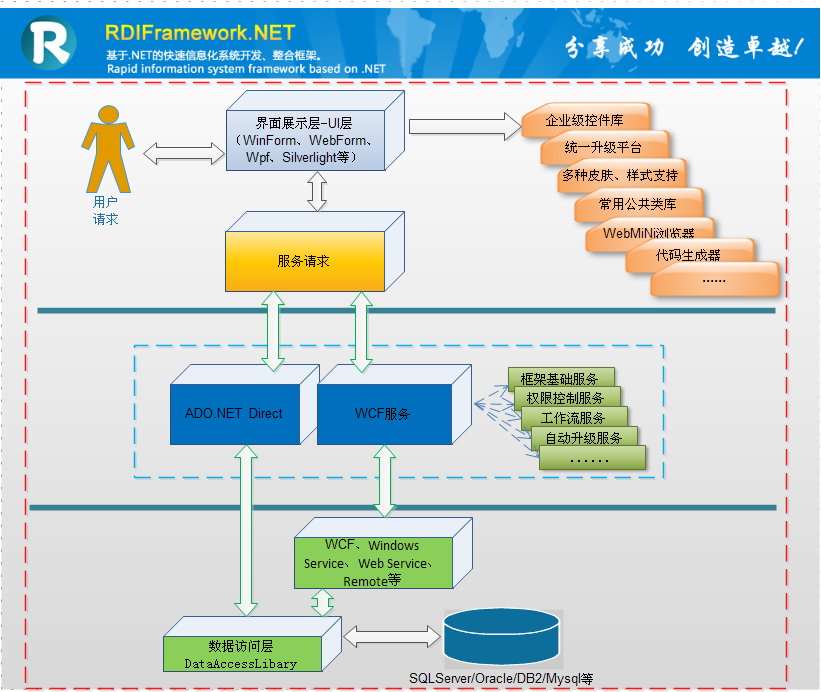 R
RDIFramework.NET
基于.NET的快速信息化系统开发、整合框架。
Rapid information system framework based on .NET
分享成功 创造卓越!
界面展示层-UI层
(WinForm、WebForm、
Wpf、Silverlight等)
用户
请求
企业级控件库
统一升级平台
多种皮肤、样式支持
常用公共类库
WebMiNi浏览器
代码生成器
......
服务请求
ADO.NET Direct
WCF服务
框架基础服务
权限控制服务
工作流服务
自动升级服务
......
WCF、Windows
Service、Web Service、
Remote等
数据访问层
DataAccessLibary
SQLServer/Oracle/DB2/Mysql等